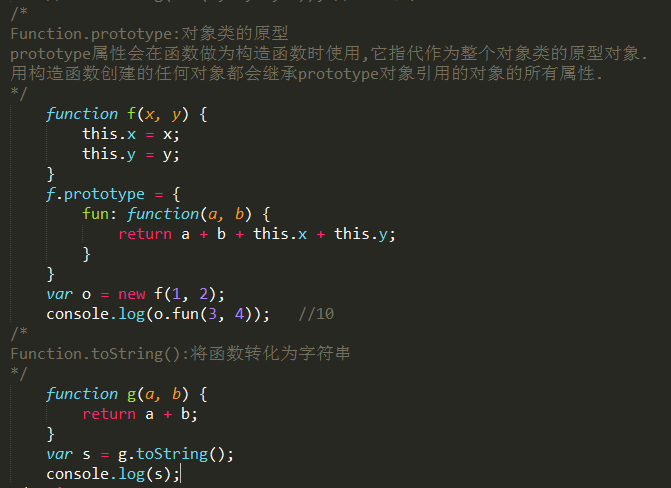 /*
Function.prototype:对象类的原型
prototype属性会在函数做为构造函数时使用,它指代作为整个对象类的原型对象.
用构造函数创建的任何对象都会继承prototype对象引用的对象的所有属性.
*/
    function f(x, y) {
        this.x = x;
        this.y = y;
    }
    f.prototype = {
        fun: function(a, b) {
            return a + b + this.x + this.y;
        }
    }
    var o = new f(1, 2);
    console.log(o.fun(3, 4));   //10
/*
Function.toString():将函数转化为字符串
*/
    function g(a, b) {
        return a + b;
    }
    var s = g.toString();
    console.log(s);